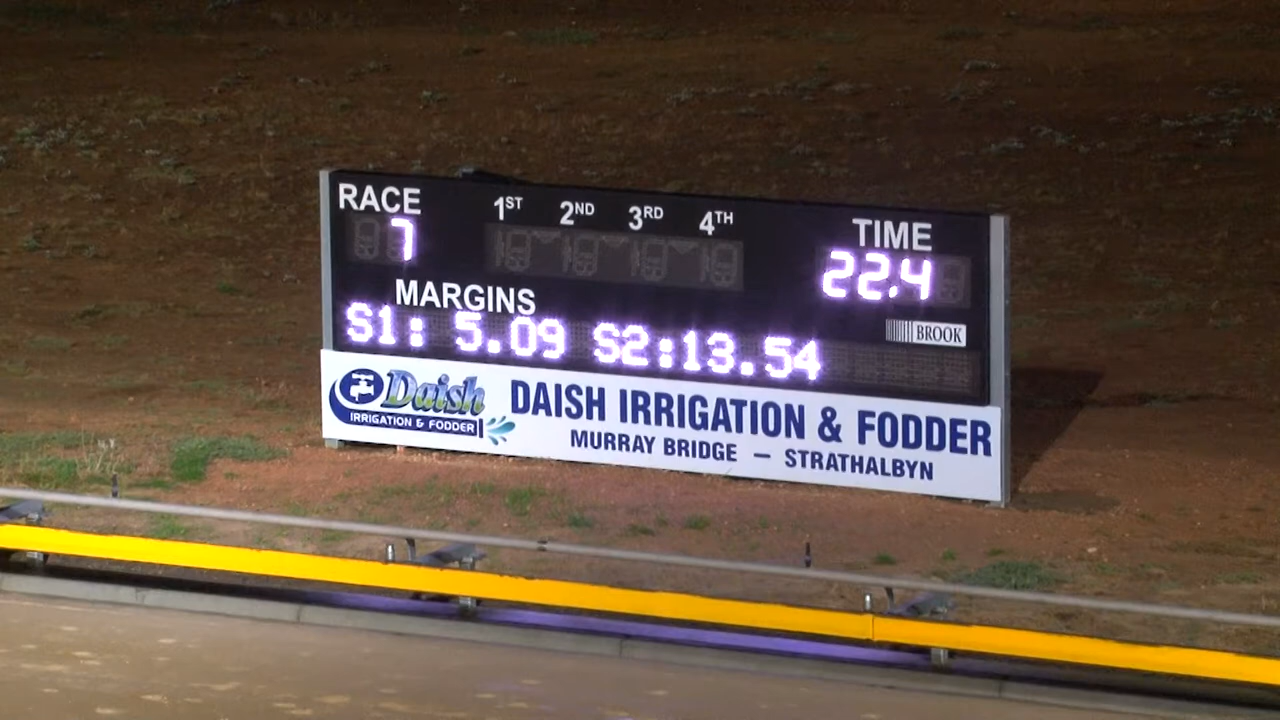 RACE 1ST 2ND 3RD 4TH TIME
7 22.4
MARGINS
BROOK
S1: 5.09 S2:13.54
Daish
IRRIGATION & FODDER
DAISH IRRIGATION & FODDER
MURRAY BRIDGE — STRATHALBYN